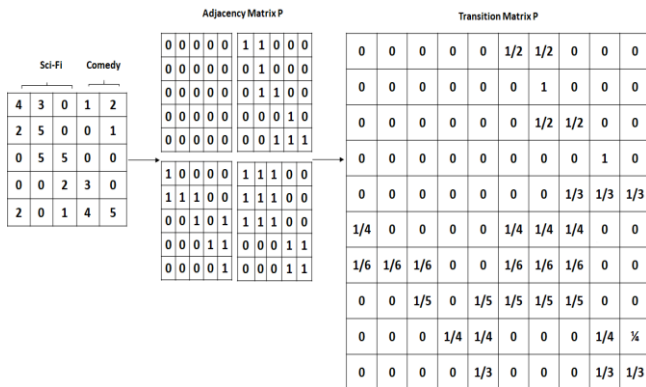 Sci-Fi Comedy
4 3 0 1 2
2 5 0 0 1
0 5 5 0 0
0 0 2 3 0
2 0 1 4 5
Adjacency Matrix P
0 0 0 0 0 1 1 0 0 0
0 0 0 0 0 0 1 0 0 0
0 0 0 0 0 0 1 1 0 0
0 0 0 0 0 0 0 0 1 0
0 0 0 0 0 0 0 1 1 1
1 0 0 0 0 1 1 1 0 0
1 1 1 0 0 1 1 1 0 0
0 0 1 0 1 1 1 1 0 0
0 0 0 1 1 0 0 0 1 1
0 0 0 0 1 0 0 0 1 1
Transition Matrix P
0 0 0 0 0 1/2 1/2 0 0 0
0 0 0 0 0 0 1 0 0 0
0 0 0 0 0 0 1/2 1/2 0 0
0 0 0 0 0 0 0 0 1 0
0 0 0 0 0 0 0 1/3 1/3 1/3
1/4 0 0 0 0 1/4 1/4 1/4 0 0
1/6 1/6 1/6 0 0 1/6 1/6 1/6 0 0
0 0 1/5 0 1/5 1/5 1/5 1/5 0 0
0 0 0 1/4 1/4 0 0 0 1/4 ¼
0 0 0 0 1/3 0 0 0 1/3 1/3